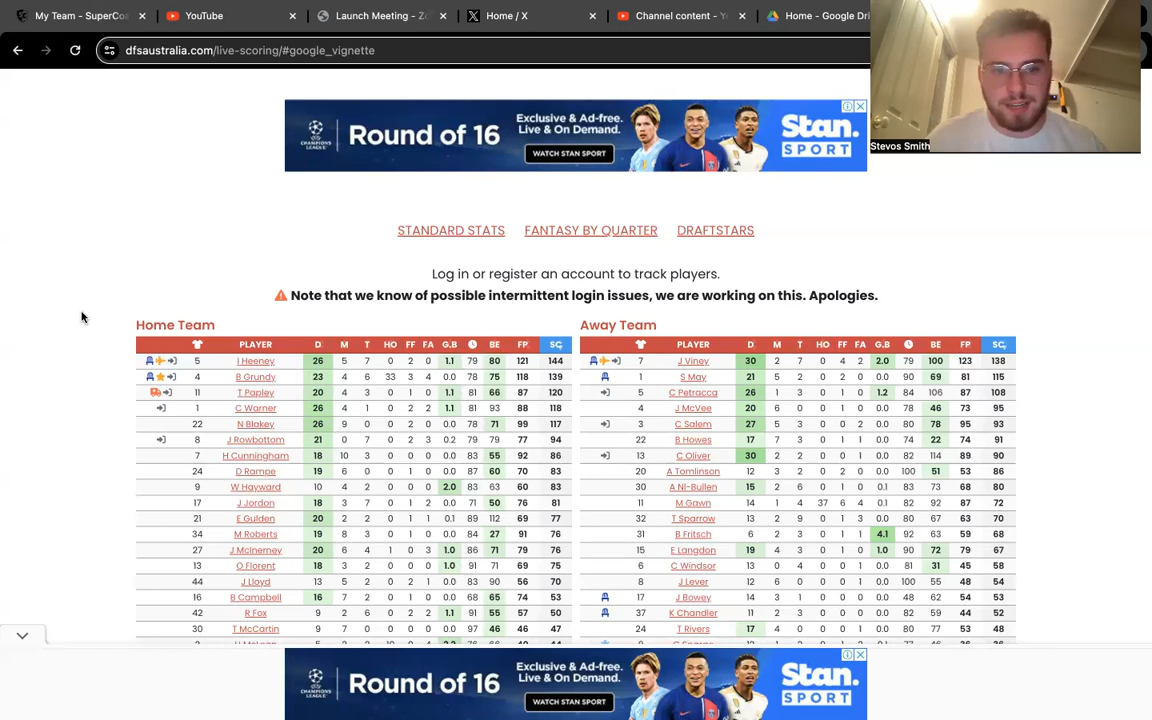 My Team - SuperCoa
YouTube
Launch Meeting - Zo
Home / X
Channel content - Yo
Home - Google Dri
dfsaustralia.com/live-scoring/#google_vignette
Stevos Smith
CHAMPIONS LEAGUE
Round of 16
Exclusive & Ad-free.
Live & On Demand.
WATCH STAN SPORT
Stan.
SPORT
STANDARD STATS FANTASY BY QUARTER DRAFTSTARS
Log in or register an account to track players.
Note that we know of possible intermittent login issues, we are working on this. Apologies.
Home Team
PLAYER D M T HO FF FA G.B BE FP SC
5 I Heeney 26 5 7 0 2 0 1.1 79 80 121 144
4 B Grundy 23 4 6 33 3 4 0.0 78 75 118 139
11 T Papley 20 4 3 0 1 0 1.1 81 66 87 120
1 C Warner 26 4 1 0 2 2 1.1 81 93 88 118
22 N Blakey 26 9 0 0 2 0 0.0 78 71 99 117
8 J Rowbottom 21 0 7 0 2 3 0.2 79 79 77 94
7 H Cunningham 18 10 3 0 0 0 0.0 83 55 92 86
24 D Rampe 19 6 0 0 1 0 0.0 87 60 70 83
9 W Hayward 10 4 2 0 0 0 2.0 83 63 60 83
17 J Jordon 18 3 7 0 1 2 0.0 71 50 76 81
21 E Gulden 20 2 2 0 1 1 0.1 89 112 69 77
34 M Roberts 19 8 3 0 1 0 0.0 84 27 91 76
27 J McInerney 20 6 4 1 0 3 1.0 86 71 79 76
13 O Florent 18 3 2 0 0 0 1.0 91 71 69 75
44 J Lloyd 13 5 2 0 2 1 0.0 83 90 56 70
16 B Campbell 16 7 2 0 1 0 0.0 68 65 74 53
42 R Fox 9 2 6 0 2 2 1.1 91 55 57 50
30 T McCartin 9 7 0 0 0 0 0.0 97 46 46 47
Away Team
PLAYER D M T HO FF FA G.B BE FP SC
7 J Viney 30 2 7 0 4 2 2.0 79 100 123 138
1 S May 21 5 2 0 2 0 0.0 90 69 81 115
5 C Petracca 26 1 3 0 1 0 1.2 84 106 87 108
4 J McVee 20 6 0 0 1 0 0.0 78 46 73 95
3 C Salem 27 5 3 0 0 2 0.0 80 78 95 93
22 B Howes 17 7 3 0 1 1 0.0 74 22 74 91
13 C Oliver 30 2 2 0 0 1 0.0 82 114 89 90
20 A Tomlinson 12 3 2 0 2 0 0.0 100 51 53 86
30 A Nl-Bullen 15 2 6 0 1 0 0.1 83 73 68 80
11 M Gawn 14 1 3 37 6 4 0.1 82 92 87 72
32 T Sparrow 13 2 9 0 1 3 0.0 80 67 63 70
31 B Fritsch 6 2 3 0 1 1 4.1 92 63 59 68
15 E Langdon 19 4 3 0 1 0 1.0 90 72 79 67
6 C Windsor 13 0 4 0 0 1 0.0 81 31 45 58
8 J Lever 12 6 0 0 0 1 0.0 100 55 48 54
17 J Bowey 14 3 1 0 0 0 0.0 48 62 54 53
37 K Chandler 11 2 3 0 0 0 0.0 82 59 44 52
24 T Rivers 17 4 0 0 0 1 0.0 80 77 53 48
Round of 16
Exclusive & Ad-free.
Live & On Demand.
WATCH STAN SPORT
Stan.
SPORT